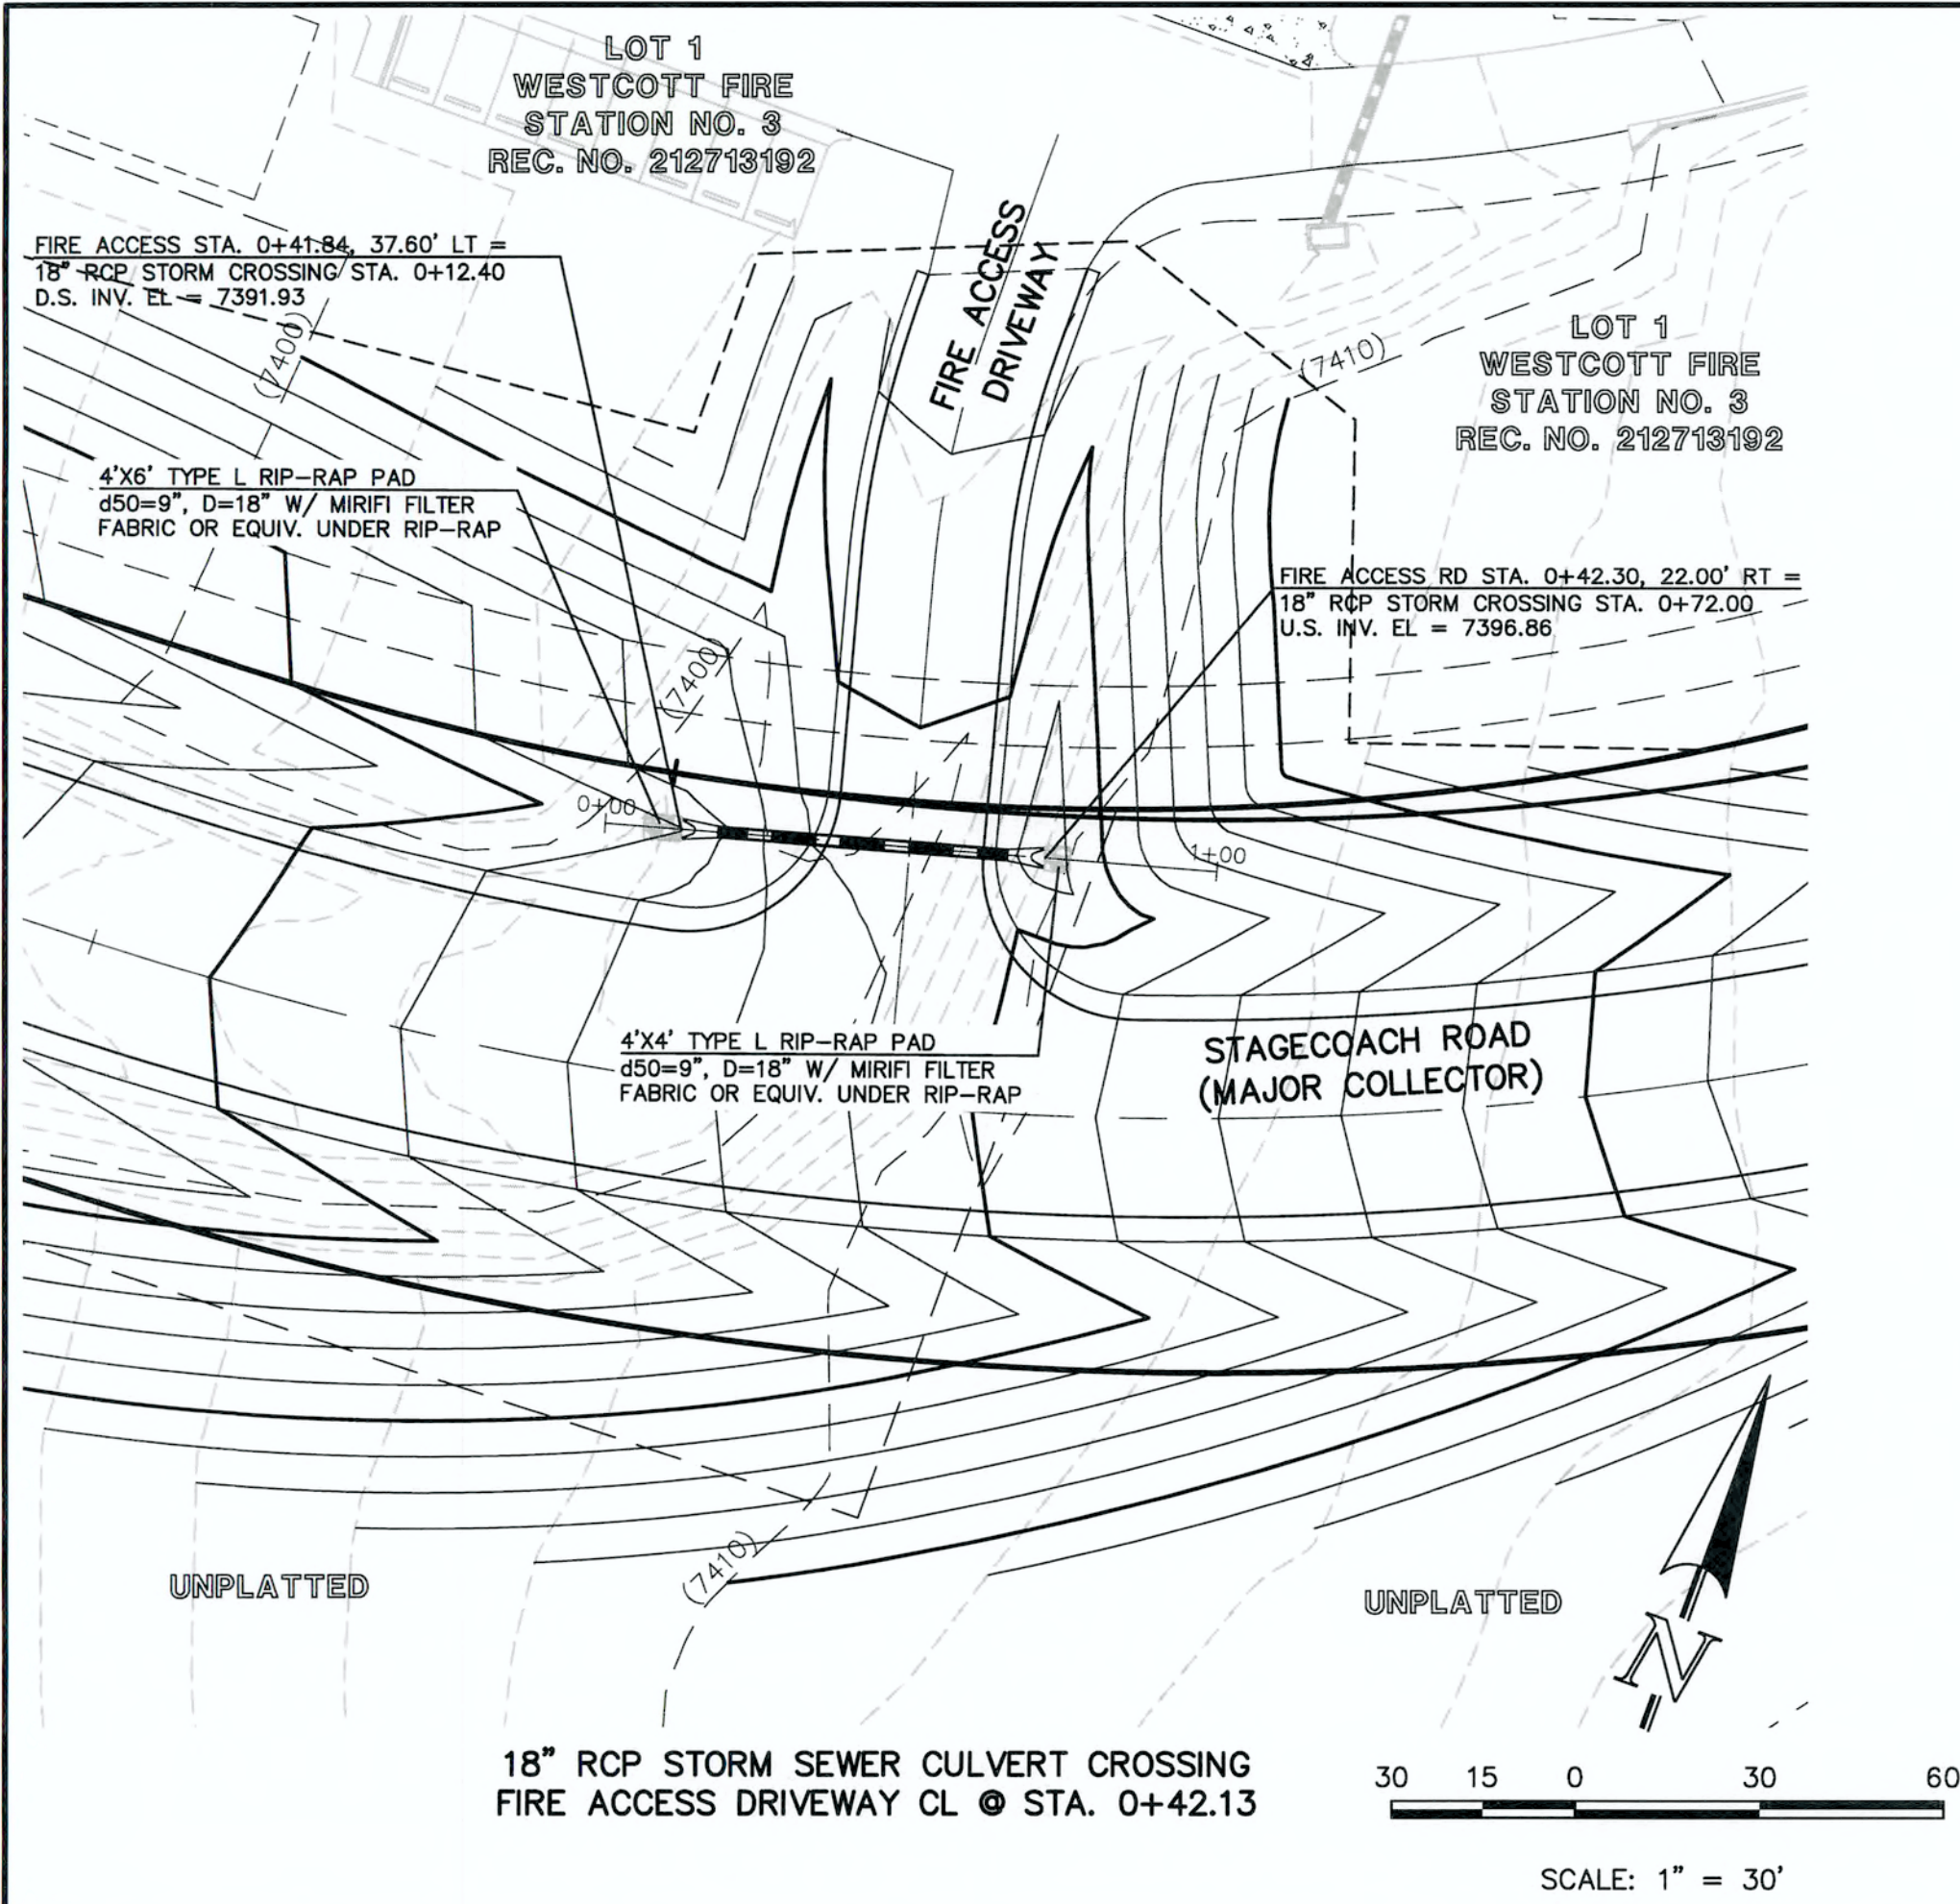 LOT 1
WESTCOTT FIRE
STATION NO. 3
REC. NO. 212713192
FIRE ACCESS STA. 0+41.84, 37.60' LT =
18" RCP STORM CROSSING STA. 0+12.40
D.S. INV. EL = 7391.93
(7400)
FIRE ACCESS
DRIVEWAY
(7410)
LOT 1
WESTCOTT FIRE
STATION NO. 3
REC. NO. 212713192
4'X6' TYPE L RIP-RAP PAD
d50=9", D=18" W/ MIRIFI FILTER
FABRIC OR EQUIV. UNDER RIP-RAP
FIRE ACCESS RD STA. 0+42.30, 22.00' RT =
18" RCP STORM CROSSING STA. 0+72.00
U.S. INV. EL = 7396.86
(7400)
0+00
1+00
4'X4' TYPE L RIP-RAP PAD
d50=9", D=18" W/ MIRIFI FILTER
FABRIC OR EQUIV. UNDER RIP-RAP
STAGECOACH ROAD
(MAJOR COLLECTOR)
(7410)
UNPLATTED
UNPLATTED
N
18" RCP STORM SEWER CULVERT CROSSING
FIRE ACCESS DRIVEWAY CL @ STA. 0+42.13
30 15 0 30 60
SCALE: 1" = 30'